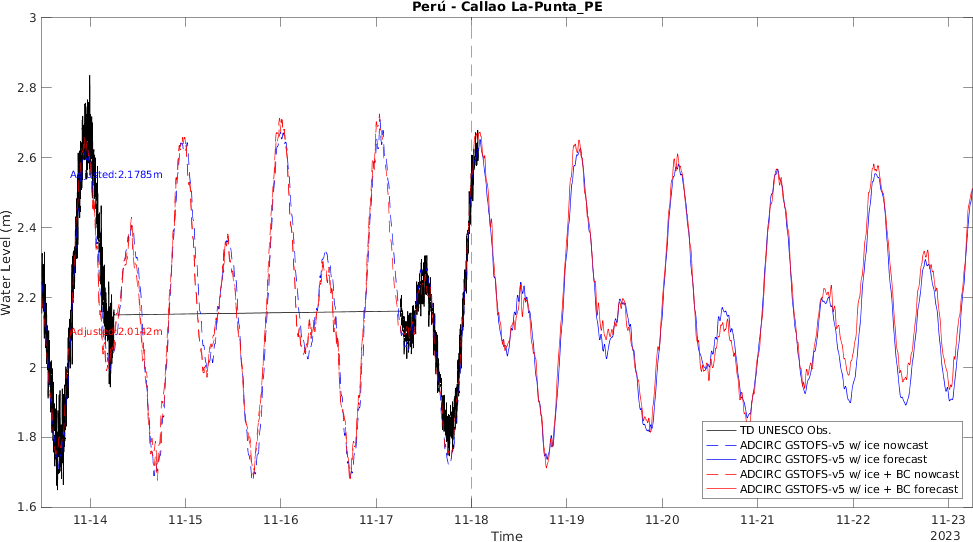 Perú - Callao La-Punta_PE
Water Level (m)
3
2.8
2.6
2.4
2.2
2
1.8
1.6
Adjusted:2.1785m
Adjusted:2.0142m
TD UNESCO Obs.
ADCIRC GSTOFS-v5 w/ ice nowcast
ADCIRC GSTOFS-v5 w/ ice forecast
ADCIRC GSTOFS-v5 w/ ice + BC nowcast
ADCIRC GSTOFS-v5 w/ ice + BC forecast
11-14 11-15 11-16 11-17 11-18 11-19 11-20 11-21 11-22 11-23
2023
Time